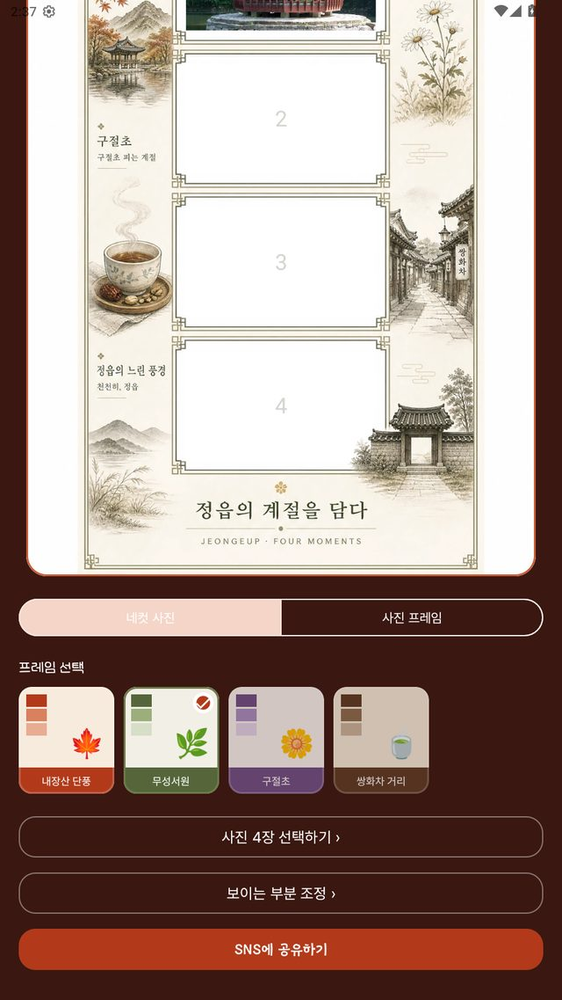 2:37
2
구절초
구절초 피는 계절
쌍화차
3
정읍의 느린 풍경
천천히, 정읍
4
정읍의 계절을 담다
JEONGEUP · FOUR MOMENTS
네컷 사진
사진 프레임
프레임 선택
내장산 단풍
무성서원
구절초
쌍화차 거리
사진 4장 선택하기 ›
보이는 부분 조정 ›
SNS에 공유하기